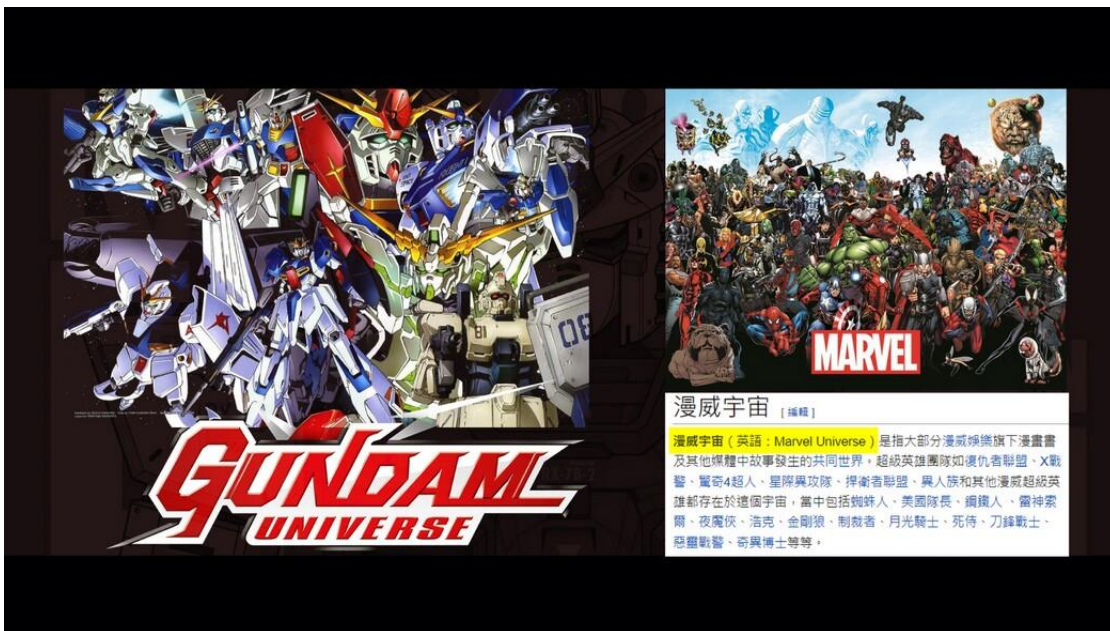 GUNDAM
UNIVERSE
81
08
MARVEL
漫威宇宙 [編輯]
漫威宇宙（英語：Marvel Universe）是指大部分漫威娛樂旗下漫畫書
及其他媒體中故事發生的共同世界。超級英雄團隊如復仇者聯盟、X戰
警、驚奇4超人、星際異攻隊、捍衛者聯盟、異人族和其他漫威超級英
雄都存在於這個宇宙，當中包括蜘蛛人、美國隊長、鋼鐵人、雷神索
爾、夜魔俠、浩克、金剛狼、制裁者、月光騎士、死侍、刀鋒戰士、
惡靈戰警、奇異博士等等。